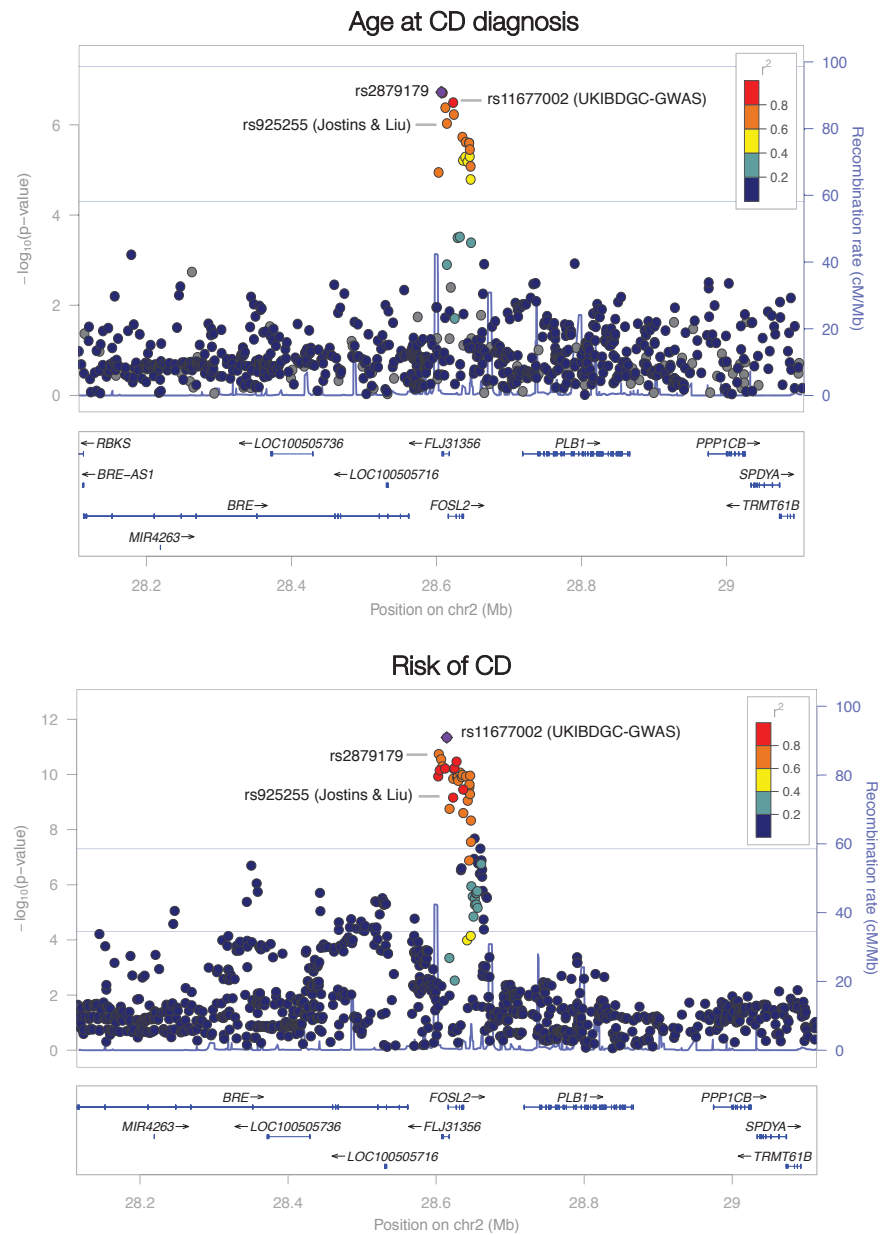 Age at CD diagnosis
− log10(p−value)
6
4
2
0
rs2879179
rs11677002 (UKIBDGC-GWAS)
rs925255 (Jostins & Liu)
r2
0.8
0.6
0.4
0.2
100
80
60
40
20
0
Recombination rate (cM/Mb)
←RBKS
←LOC100505736
←FLJ31356
PLB1→
PPP1CB→
←BRE−AS1
←LOC100505716
SPDYA→
BRE→
FOSL2→
←TRMT61B
MIR4263→
28.2
28.4
28.6
28.8
29
Position on chr2 (Mb)
Risk of CD
− log10(p−value)
12
10
8
6
4
2
0
rs11677002 (UKIBDGC-GWAS)
rs2879179
rs925255 (Jostins & Liu)
r2
0.8
0.6
0.4
0.2
100
80
60
40
20
0
Recombination rate (cM/Mb)
BRE→
FOSL2→
PLB1→
PPP1CB→
MIR4263→
←LOC100505736
←FLJ31356
SPDYA→
←LOC100505716
←TRMT61B
28.2
28.4
28.6
28.8
29
Position on chr2 (Mb)